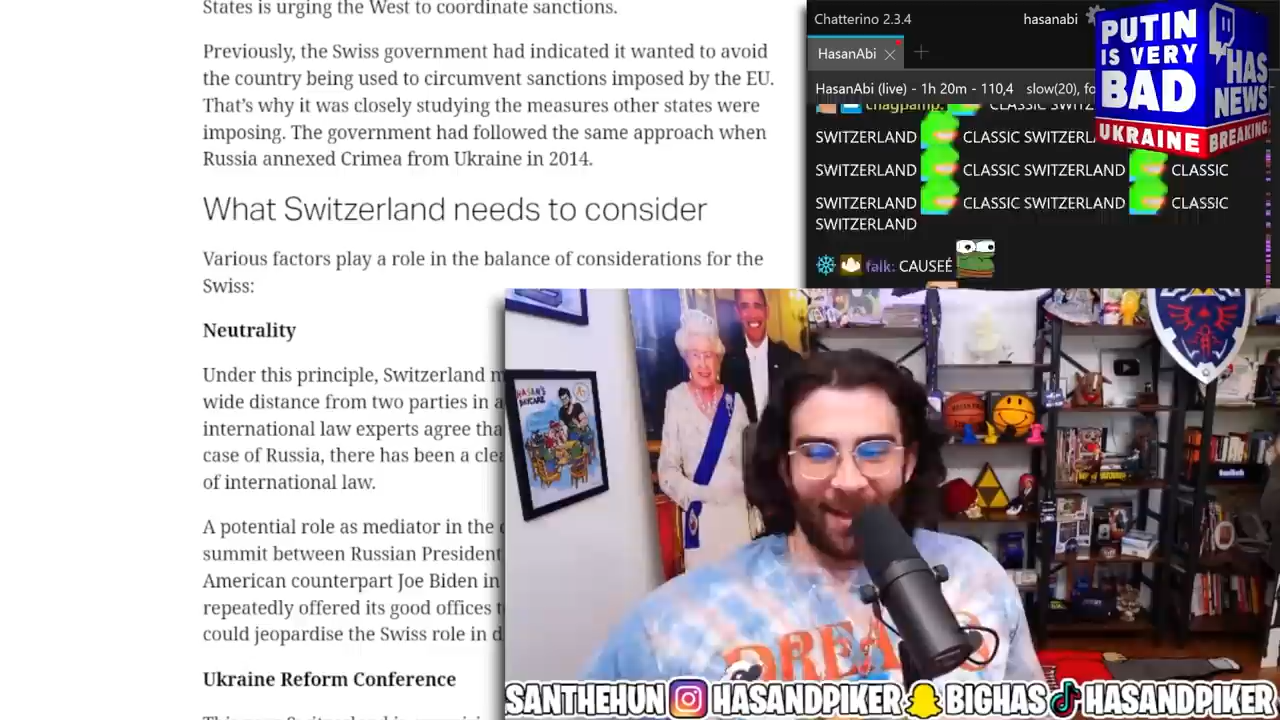 States is urging the West to coordinate sanctions.
Previously, the Swiss government had indicated it wanted to avoid
the country being used to circumvent sanctions imposed by the EU.
That’s why it was closely studying the measures other states were
imposing. The government had followed the same approach when
Russia annexed Crimea from Ukraine in 2014.
What Switzerland needs to consider
Various factors play a role in the balance of considerations for the
Swiss:
Neutrality
Under this principle, Switzerland
wide distance from two parties in
international law experts agree
case of Russia, there has been a
of international law.
A potential role as mediator in the
summit between Russian President
American counterpart Joe Biden in
repeatedly offered its good offices
could jeopardise the Swiss role in
Ukraine Reform Conference
Chatterino 2.3.4
hasanabi
HasanAbi
HasanAbi (live) - 1h 20m - 110,4 slow(20),
SWITZERLAND CLASSIC
SWITZERLAND CLASSIC SWITZERLAND CLASSIC
SWITZERLAND CLASSIC SWITZERLAND CLASSIC
SWITZERLAND
falk: CAUSEÉ
PUTIN
IS VERY
BAD
UKRAINE
HAS
NEWS
BREAKING
HASAN'S
DAYCARE
DREA
SANTHEHUN HASANDPIKER BIGHAS HASANDPIKER